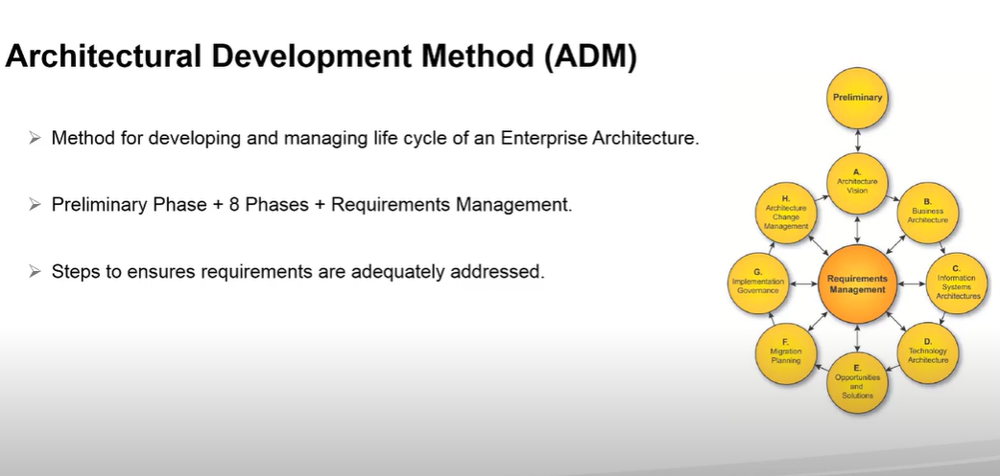 Architectural Development Method (ADM)
Method for developing and managing life cycle of an Enterprise Architecture.
Preliminary Phase + 8 Phases + Requirements Management.
Steps to ensures requirements are adequately addressed.
Preliminary
A.
Architecture
Vision
B.
Business
Architecture
C.
Information
Systems
Architectures
D.
Technology
Architecture
E.
Opportunities
and
Solutions
F.
Migration
Planning
G.
Implementation
Governance
H.
Architecture
Change
Management
Requirements
Management